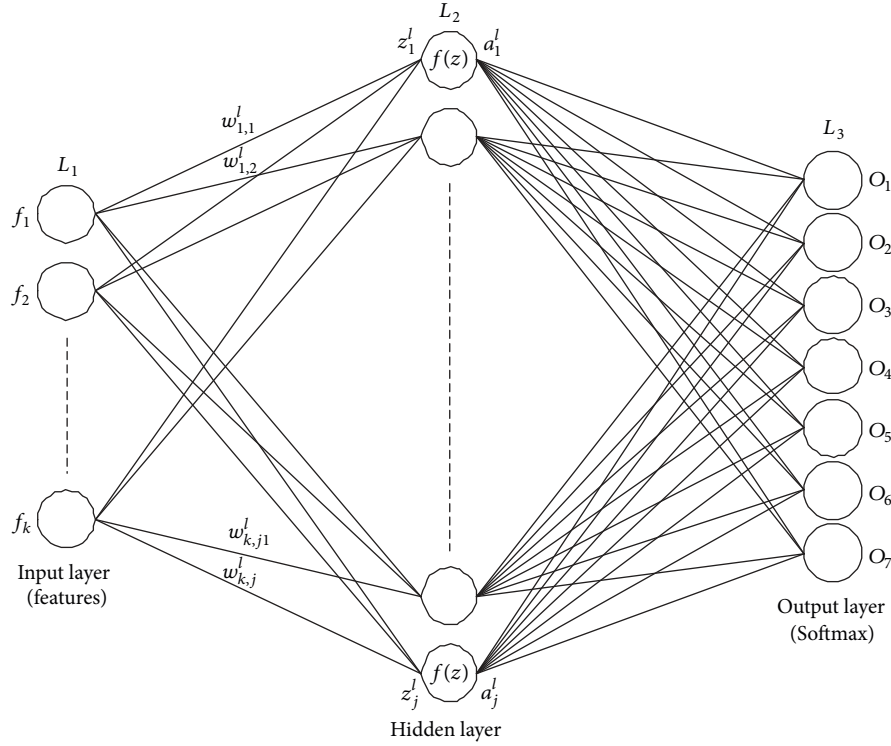 L₂
z₁ˡ
f(z)
a₁ˡ
w₁,₁ˡ
w₁,₂ˡ
L₁
L₃
f₁
f₂
fₖ
O₁
O₂
O₃
O₄
O₅
O₆
O₇
wₖ,ⱼ₁ˡ
wₖ,ⱼˡ
Input layer
(features)
Output layer
(Softmax)
f(z)
zⱼˡ
aⱼˡ
Hidden layer